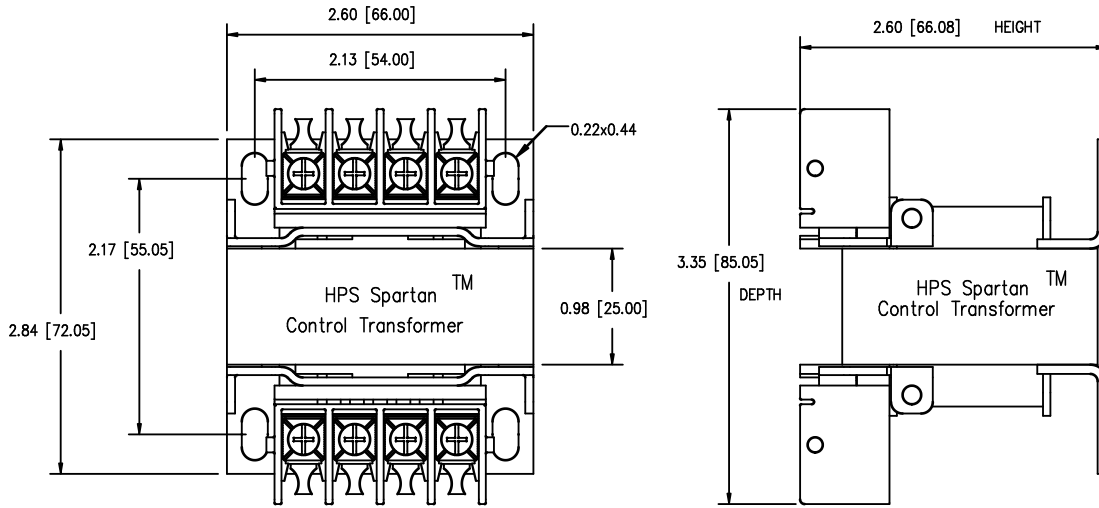 2.60 [66.00]
2.13 [54.00]
0.22x0.44
2.17 [55.05]
2.84 [72.05]
0.98 [25.00]
HPS Spartan TM
Control Transformer
2.60 [66.08] HEIGHT
3.35 [85.05]
DEPTH
HPS Spartan TM
Control Transformer